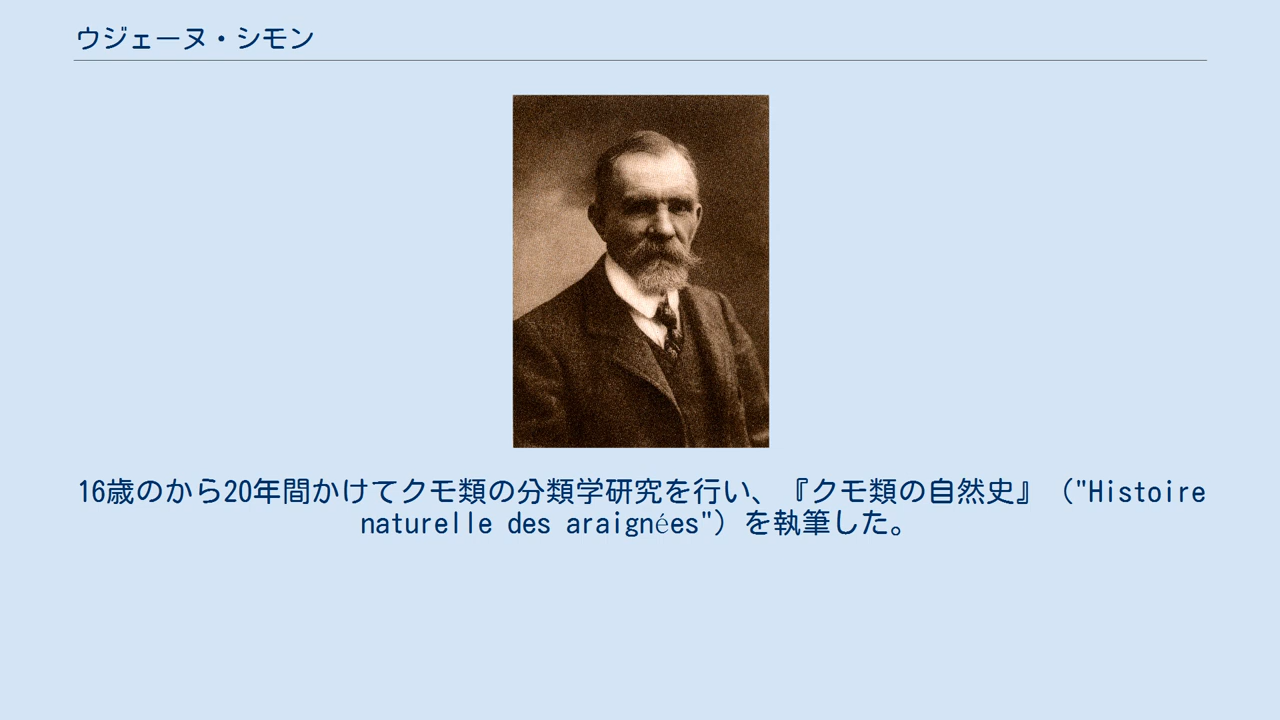 ウジェーヌ・シモン
16歳のから20年間かけてクモ類の分類学研究を行い、『クモ類の自然史』（"Histoire
naturelle des araignées"）を執筆した。